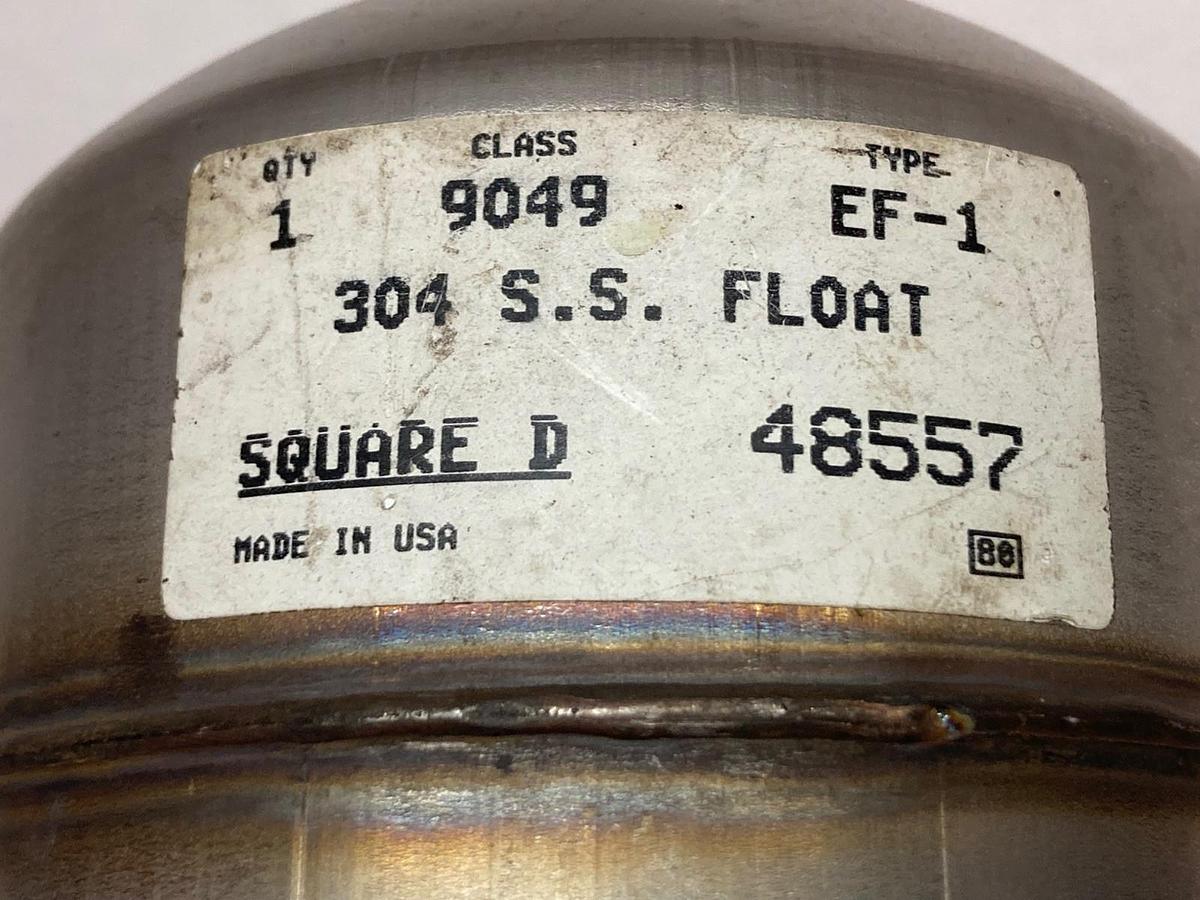 QTY CLASS TYPE
1 9049 EF-1
304 S.S. FLOAT
SQUARE D 48557
MADE IN USA 80